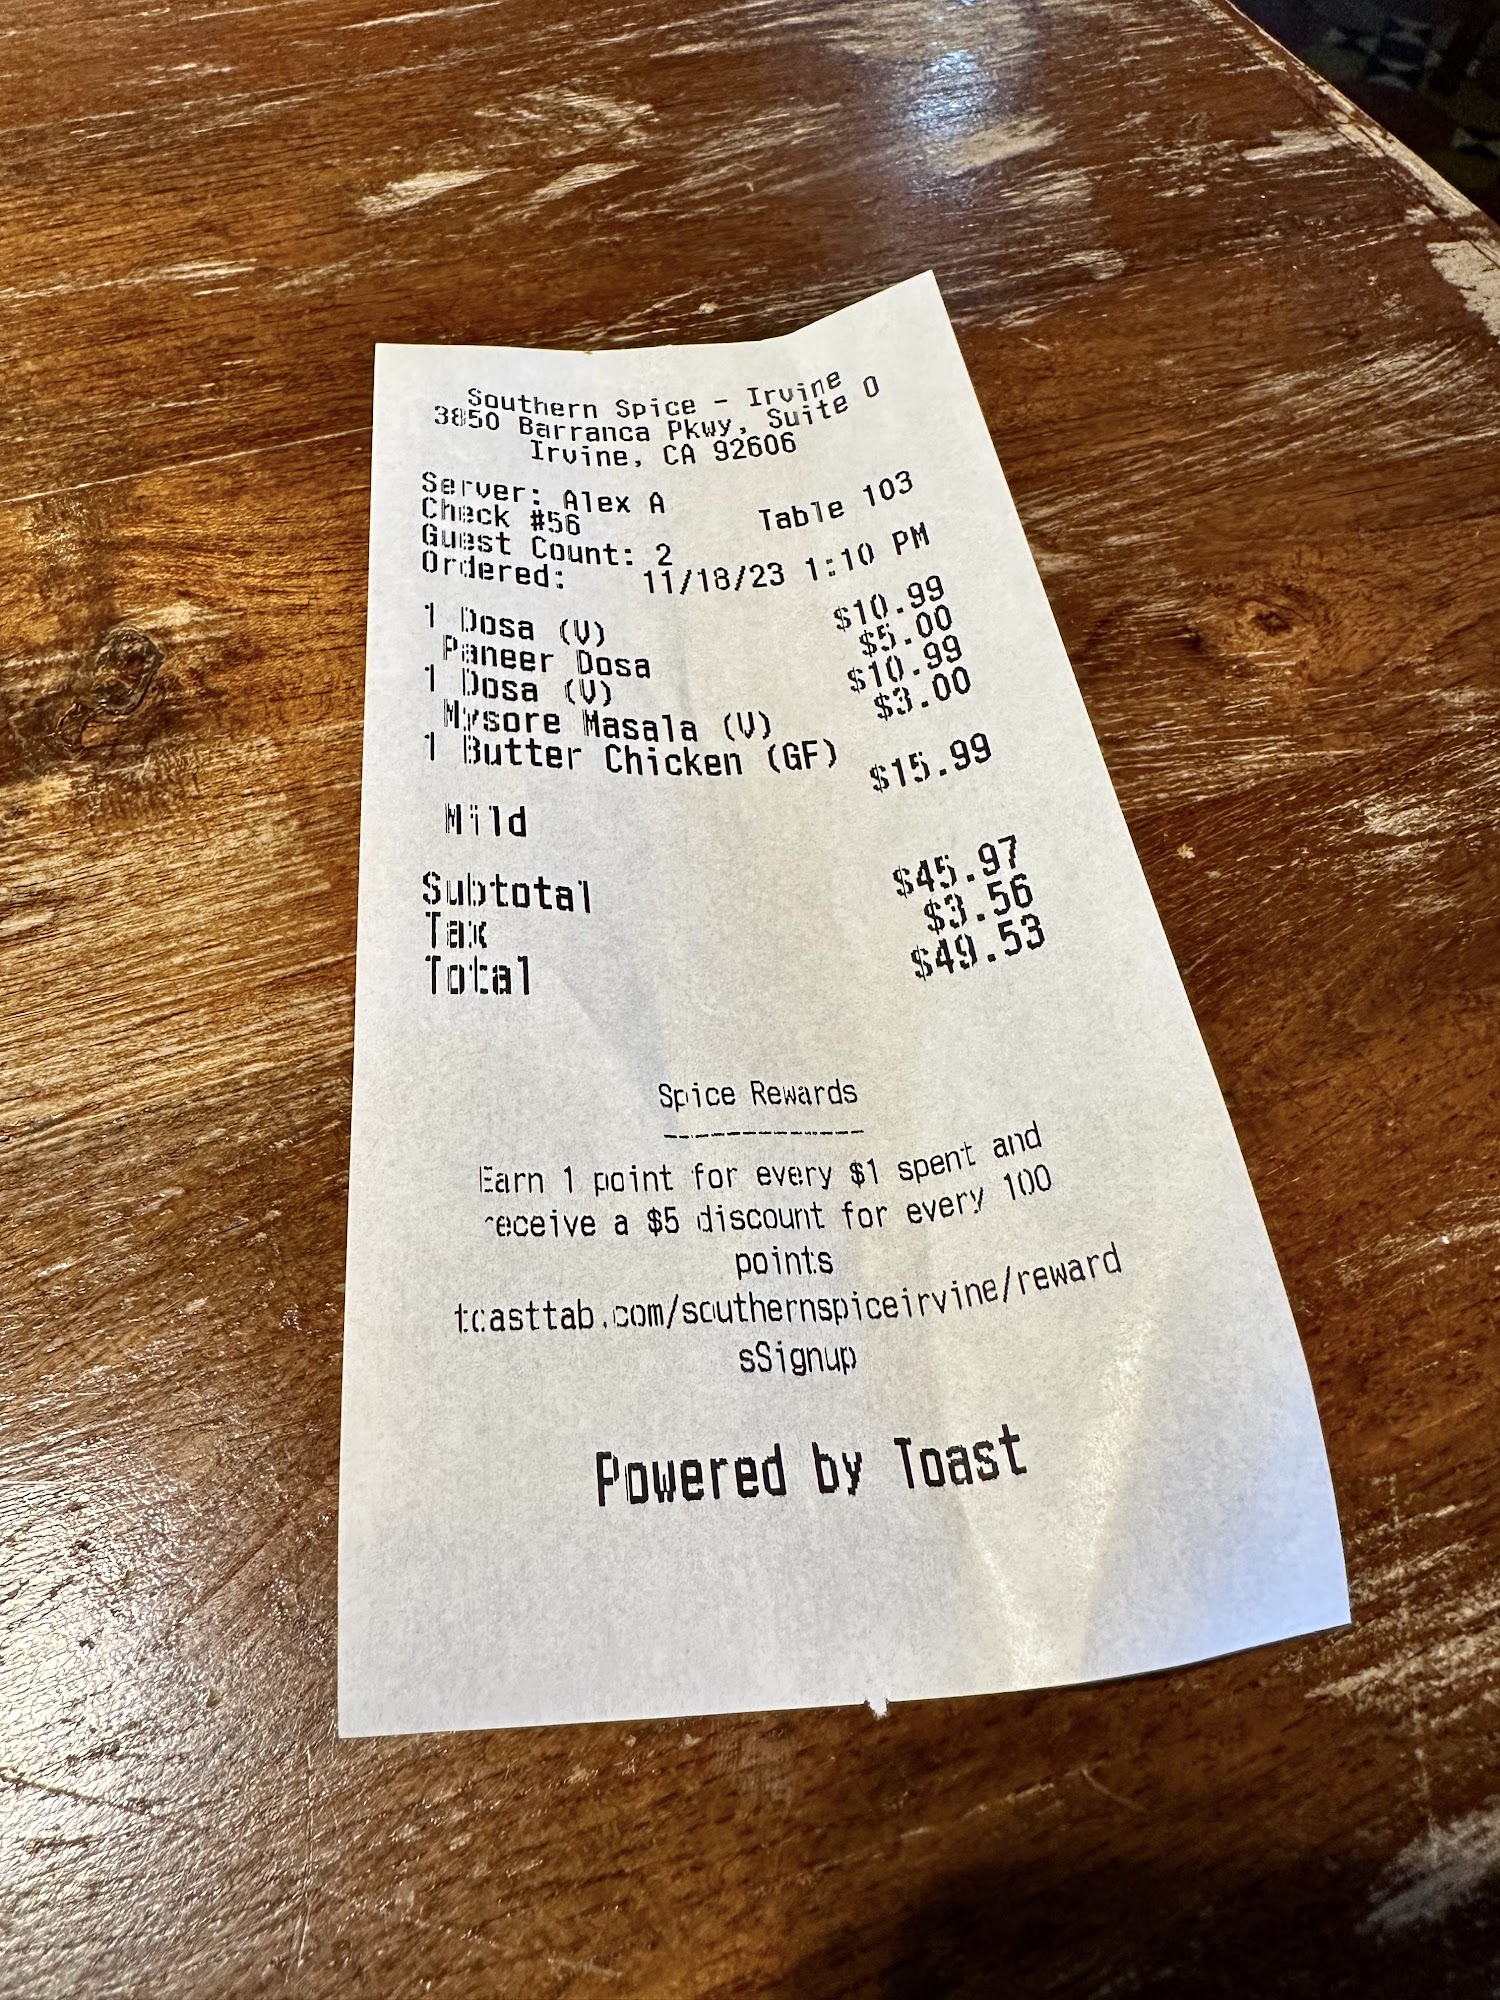 Southern Spice - Irvine
3850 Barranca Pkwy, Suite O
Irvine, CA 92606
Server: Alex A
Check #56 Table 103
Guest Count: 2
Ordered: 11/18/23 1:10 PM
1 Dosa (V) $10.99
Paneer Dosa $5.00
1 Dosa (V) $10.99
Mysore Masala (V) $3.00
1 Butter Chicken (GF) $15.99
Mild
Subtotal $45.97
Tax $3.56
Total $49.53
Spice Rewards
-------------
Earn 1 point for every $1 spent and
receive a $5 discount for every 100
points
toasttab.com/southernspiceirvine/reward
sSignup
Powered by Toast